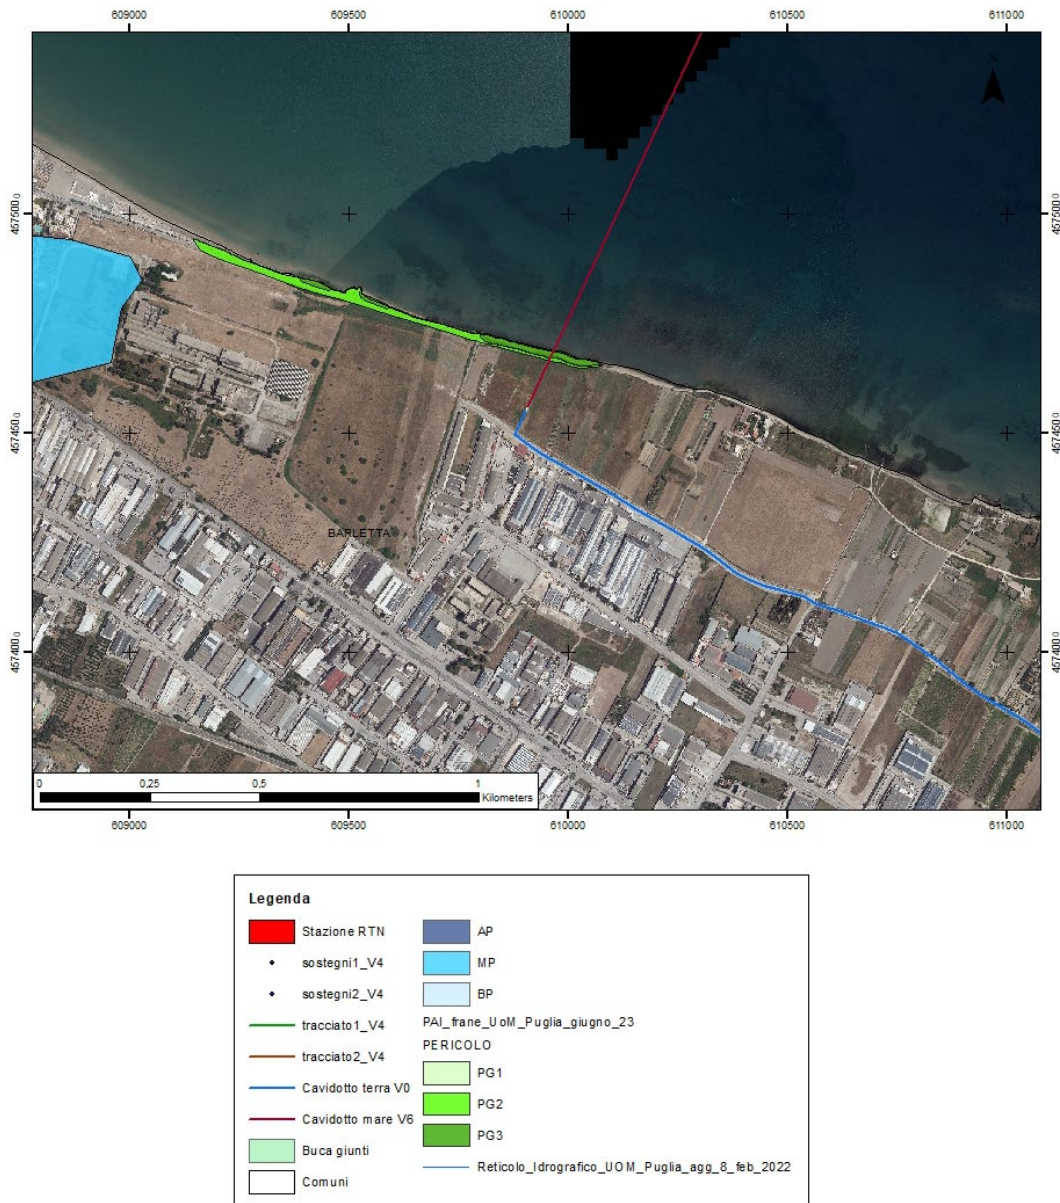 609000 609500 610000 610500 611000
N
4575000 4575000
4574500 4574500
BARLETTA
4574000 4574000
0 0,25 0,5 1
Kilometers
609000 609500 610000 610500 611000
Legenda
Stazione RTN
sostegni1_V4
sostegni2_V4
tracciato1_V4
tracciato2_V4
Cavidotto terra V0
Cavidotto mare V6
Buca giunti
Comuni
AP
MP
BP
PAI_frane_UoM_Puglia_giugno_23
PERICOLO
PG1
PG2
PG3
Reticolo_Idrografico_UOM_Puglia_agg_8_feb_2022